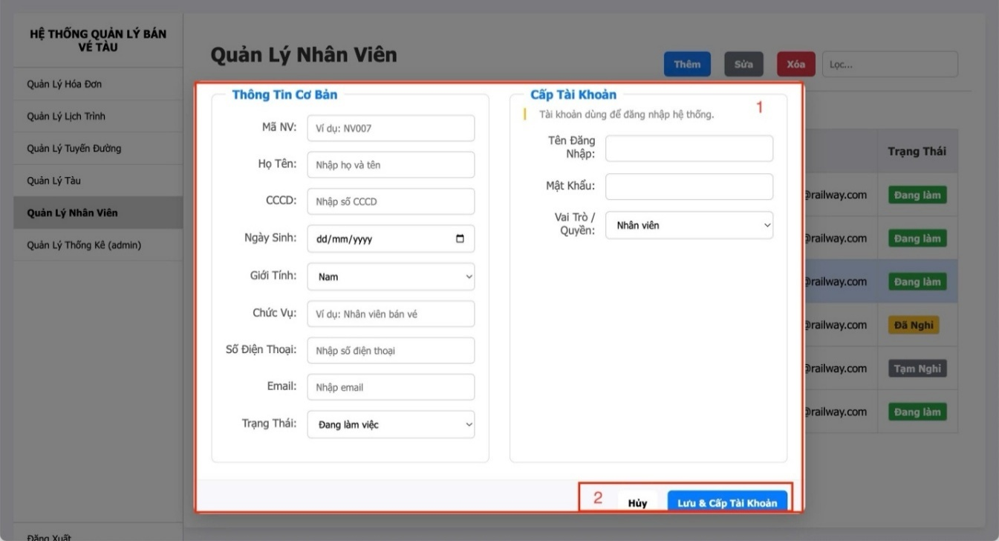 HỆ THỐNG QUẢN LÝ BÁN
VÉ TÀU
Quản Lý Hóa Đơn
Quản Lý Lịch Trình
Quản Lý Tuyến Đường
Quản Lý Tàu
Quản Lý Nhân Viên
Quản Lý Thống Kê (admin)
Đăng Xuất
Quản Lý Nhân Viên
Thêm
Sửa
Xóa
Lọc...
Thông Tin Cơ Bản
Mã NV:
Ví dụ: NV007
Họ Tên:
Nhập họ và tên
CCCD:
Nhập số CCCD
Ngày Sinh:
dd/mm/yyyy
Giới Tính:
Nam
Chức Vụ:
Ví dụ: Nhân viên bán vé
Số Điện Thoại:
Nhập số điện thoại
Email:
Nhập email
Trạng Thái:
Đang làm việc
Cấp Tài Khoản
1
Tài khoản dùng để đăng nhập hệ thống.
Tên Đăng
Nhập:
Mật Khẩu:
Vai Trò /
Quyền:
Nhân viên
2
Hủy
Lưu & Cấp Tài Khoản
Trạng Thái
@railway.com
Đang làm
@railway.com
Đang làm
@railway.com
Đang làm
@railway.com
Đã Nghỉ
@railway.com
Tạm Nghỉ
@railway.com
Đang làm